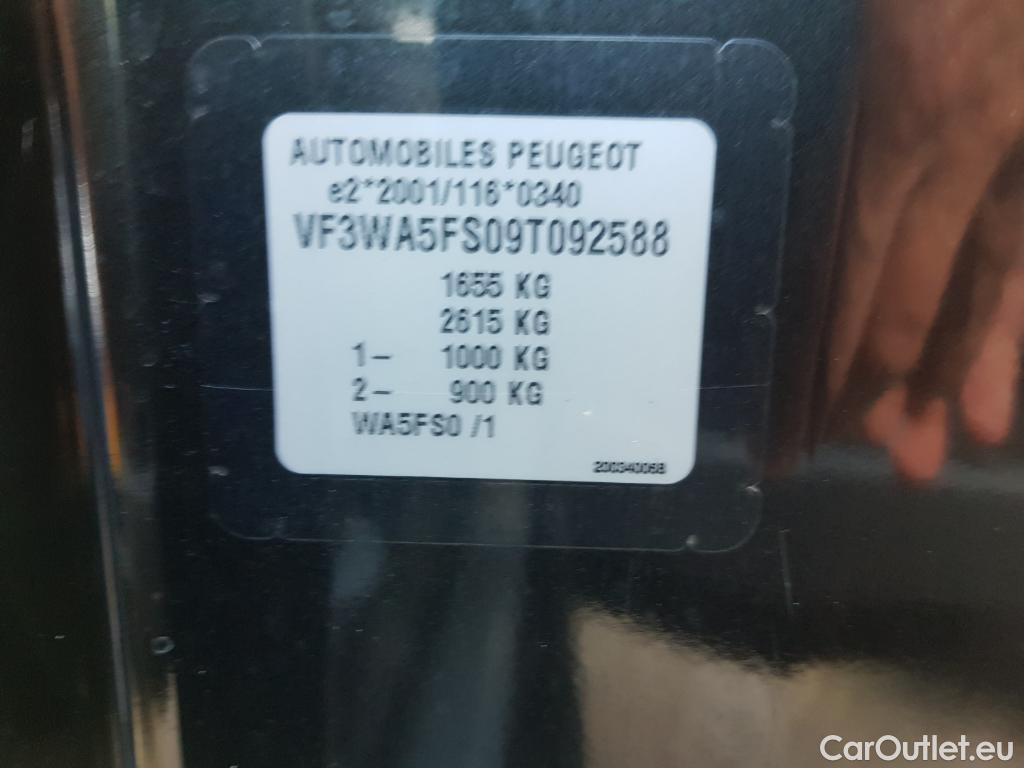 AUTOMOBILES PEUGEOT
e2*2001/116*0340
VF3WA5FS09T092588
1655 KG
2615 KG
1- 1000 KG
2- 900 KG
WA5FS0 /1
200340068
CarOutlet.eu